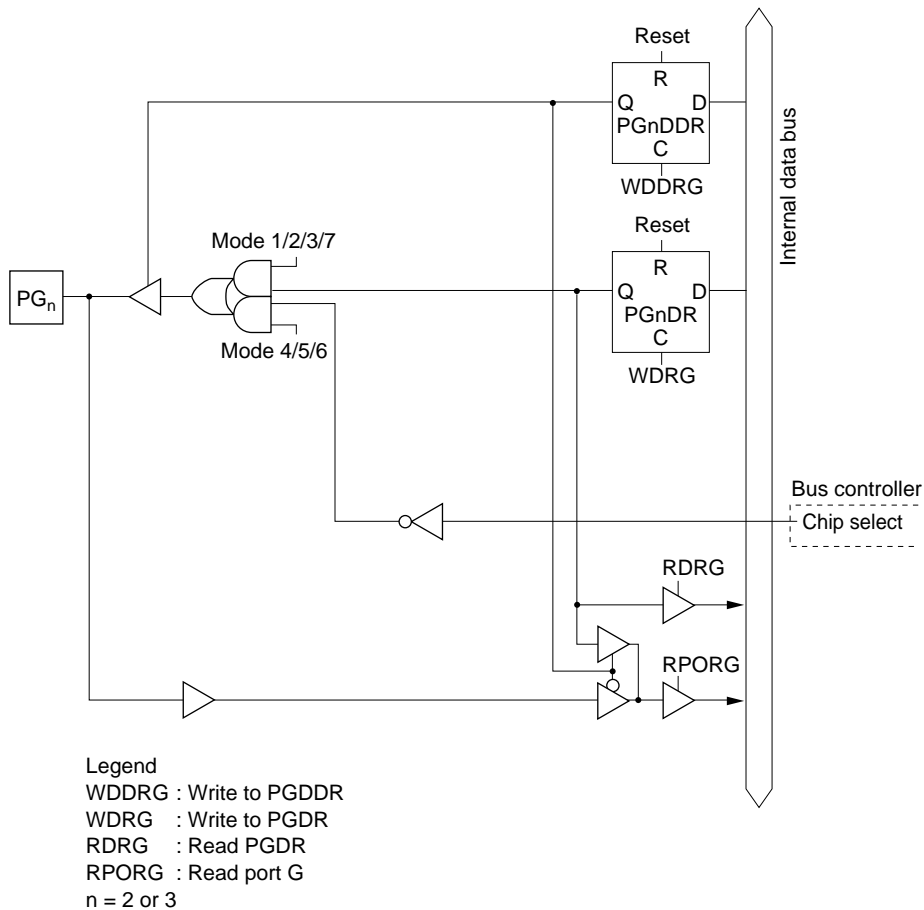 Reset
R
Q D
PGnDDR
C
WDDRG
Internal data bus
Mode 1/2/3/7
Reset
R
Q D
PGnDR
C
WDRG
PGn
Mode 4/5/6
Bus controller
Chip select
RDRG
RPORG
Legend
WDDRG : Write to PGDDR
WDRG : Write to PGDR
RDRG : Read PGDR
RPORG : Read port G
n = 2 or 3